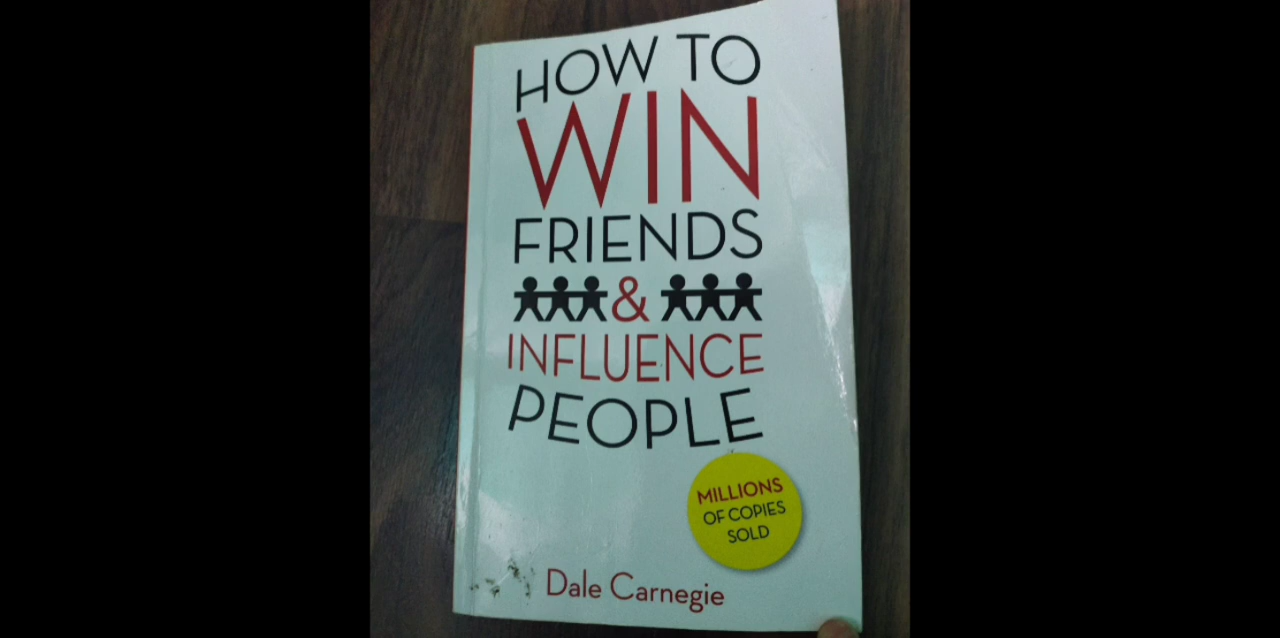 HOW TO
WIN
FRIENDS
&
INFLUENCE
PEOPLE
MILLIONS
OF COPIES
SOLD
Dale Carnegie